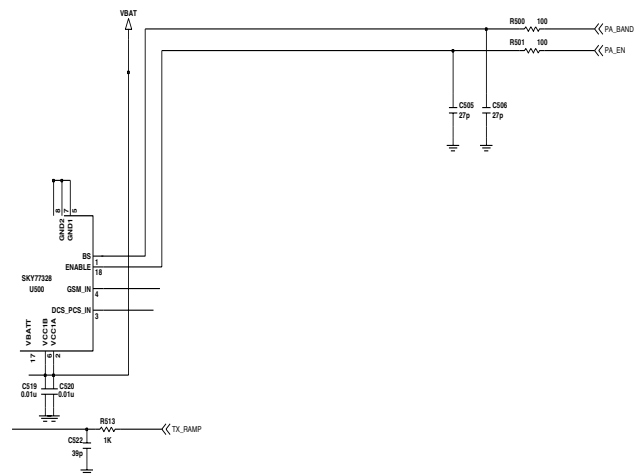 VBAT
R500 100
PA_BAND
R501 100
PA_EN
C505
27p
C506
27p
8 7 5
GND2
GND1
BS
1
ENABLE
18
SKY77328
U500
GSM_IN
4
DCS_PCS_IN
3
VBATT
VCC1B
VCC1A
17 6 2
C519
0.01u
C520
0.01u
R513
1K
TX_RAMP
C522
39p